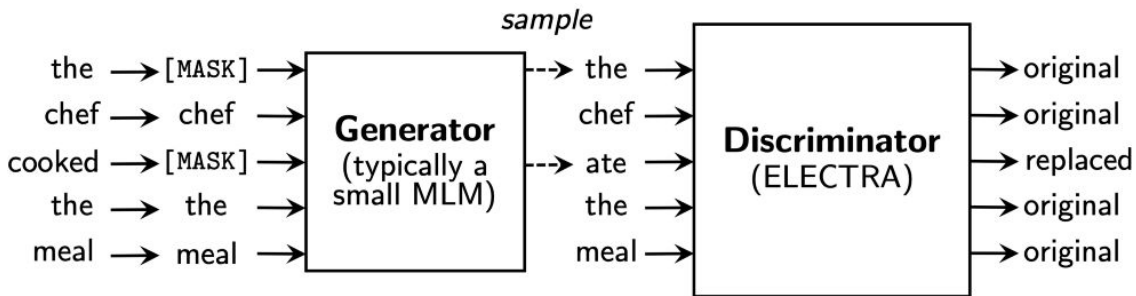 sample
the [MASK] the original
chef chef chef original
Generator
Discriminator
cooked [MASK] (typically a ate (ELECTRA) replaced
small MLM)
the the the original
meal meal meal original